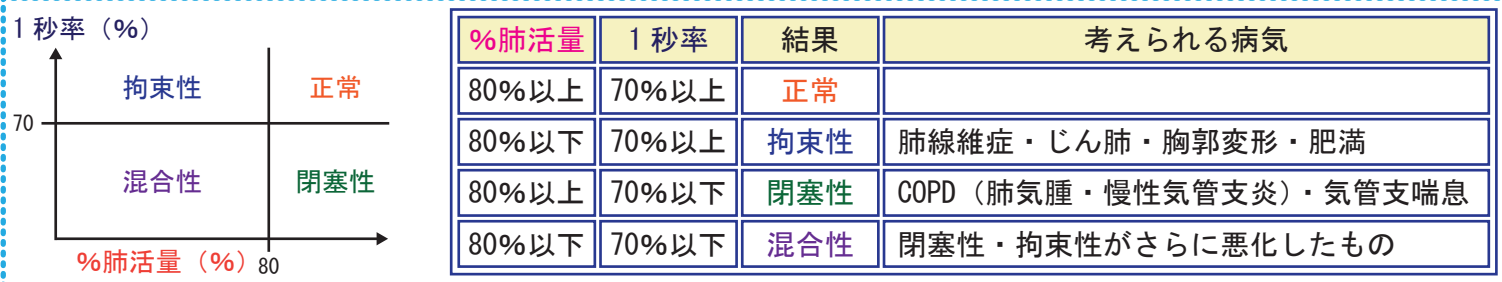 1秒率（%）
拘束性 正常
70
混合性 閉塞性
%肺活量（%） 80
%肺活量 1秒率 結果 考えられる病気
80%以上 70%以上 正常
80%以下 70%以上 拘束性 肺線維症・じん肺・胸郭変形・肥満
80%以上 70%以下 閉塞性 COPD（肺気腫・慢性気管支炎）・気管支喘息
80%以下 70%以下 混合性 閉塞性・拘束性がさらに悪化したもの